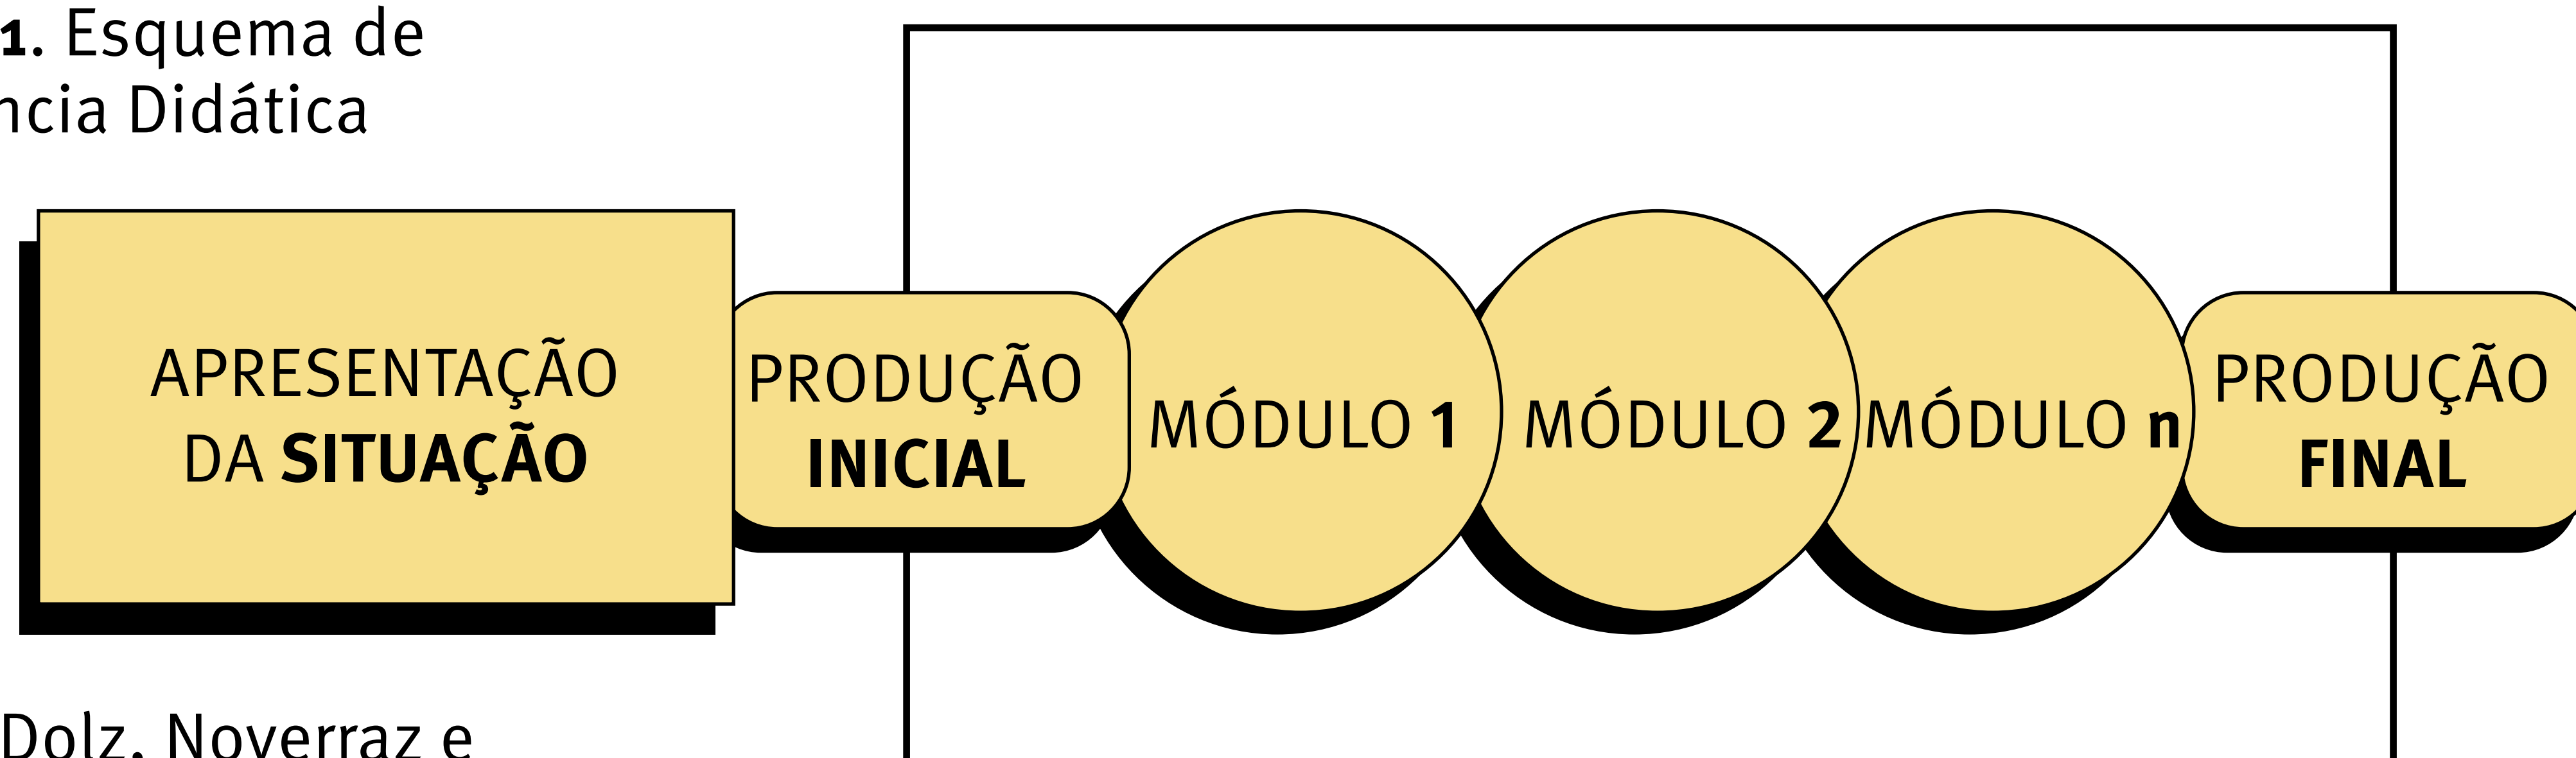 1. Esquema de
ncia Didática
APRESENTAÇÃO
DA SITUAÇÃO
PRODUÇÃO
INICIAL
MÓDULO 1
MÓDULO 2
MÓDULO n
PRODUÇÃO
FINAL
Dolz, Noverraz e